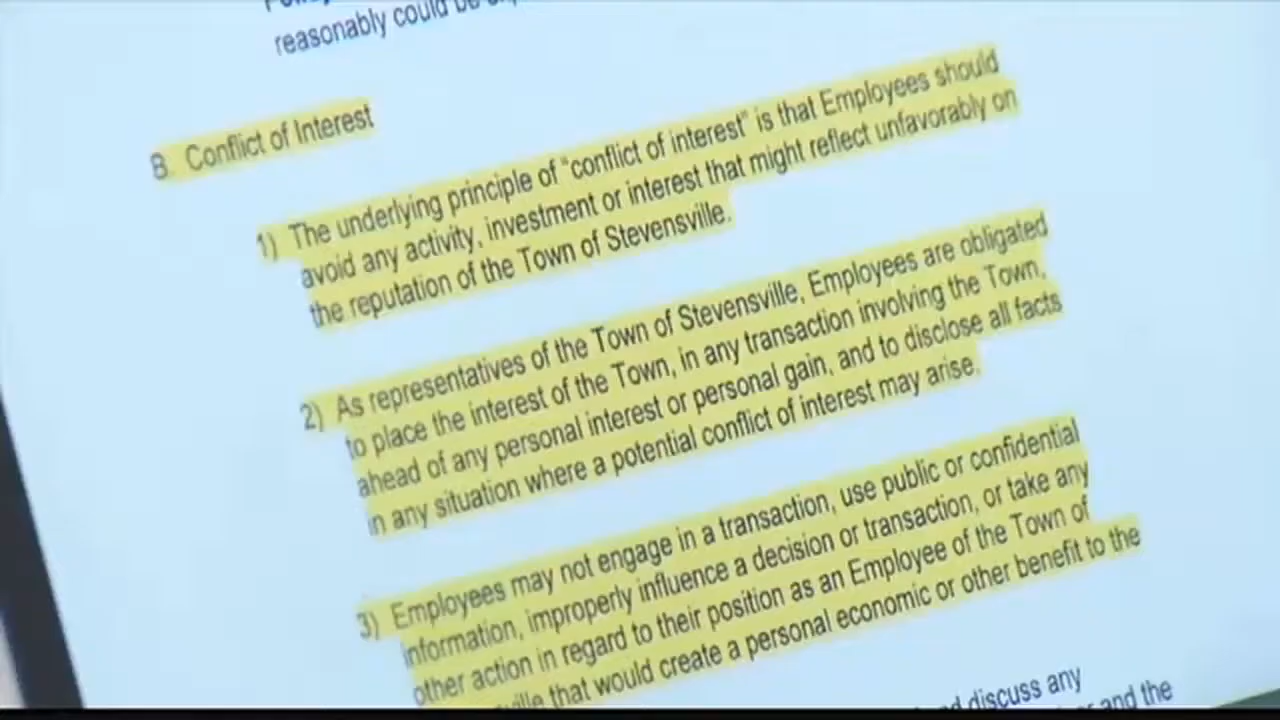 reasonably could be
B. Conflict of Interest
1) The underlying principle of "conflict of interest" is that Employees should
avoid any activity, investment or interest that might reflect unfavorably on
the reputation of the Town of Stevensville.
2) As representatives of the Town of Stevensville, Employees are obligated
to place the interest of the Town, in any transaction involving the Town,
ahead of any personal interest or personal gain, and to disclose all facts
in any situation where a potential conflict of interest may arise.
3) Employees may not engage in a transaction, use public or confidential
information, improperly influence a decision or transaction, or take any
other action in regard to their position as an Employee of the Town of
that would create a personal economic or other benefit to the
discuss any
and the